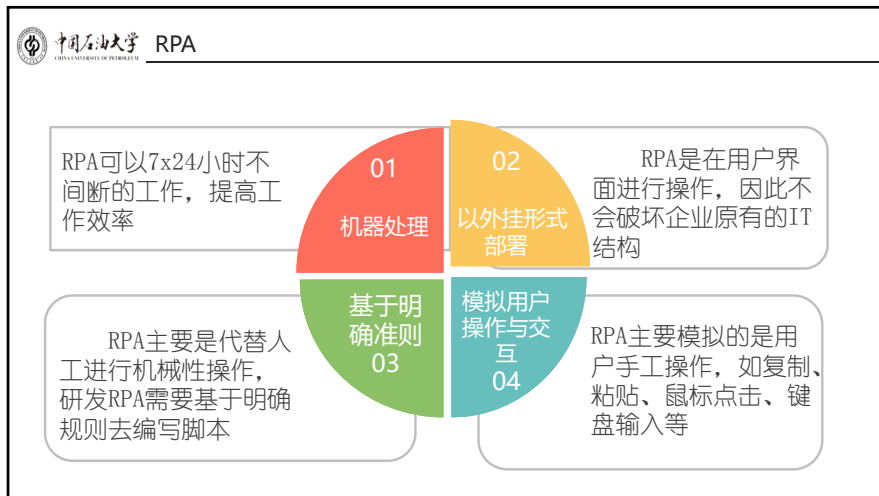 中国石油大学
CHINA UNIVERSITY OF PETROLEUM
RPA
RPA可以7x24小时不
间断的工作，提高工
作效率
01
机器处理
02
以外挂形式
部署
RPA是在用户界
面进行操作，因此不
会破坏企业原有的IT
结构
RPA主要是代替人
工进行机械性操作，
研发RPA需要基于明确
规则去编写脚本
基于明
确准则
03
模拟用户
操作与交
互
04
RPA主要模拟的是用
户手工操作，如复制、
粘贴、鼠标点击、键
盘输入等